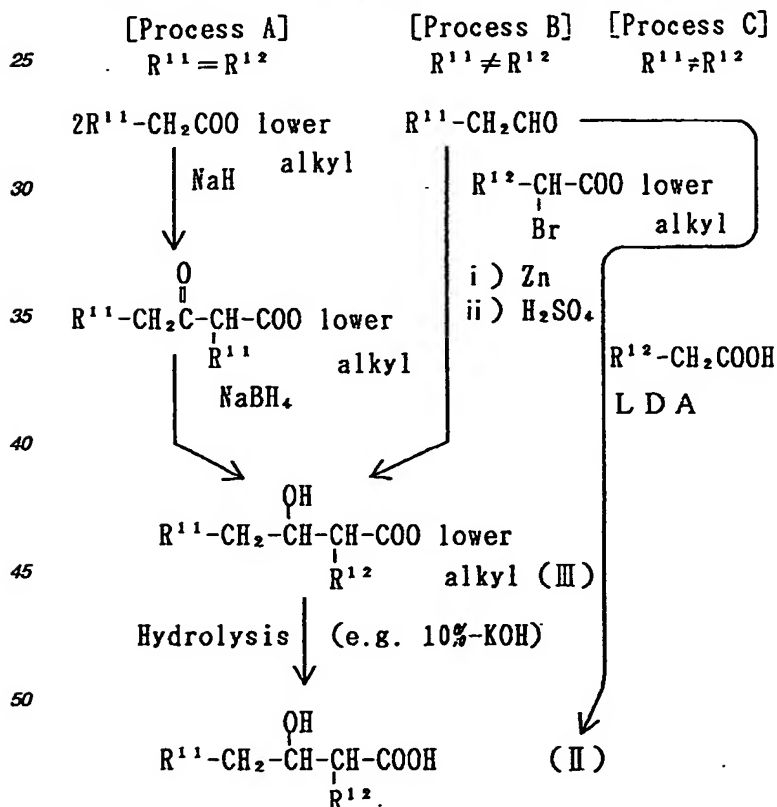 [Process A] [Process B] [Process C]
25 R¹¹=R¹² R¹¹≠R¹² R¹¹≠R¹²
2R¹¹-CH₂COO lower alkyl R¹¹-CH₂CHO
30 NaH R¹²-CH-COO lower alkyl
Br
O i ) Zn
35 R¹¹-CH₂C-CH-COO lower alkyl ii ) H₂SO₄
R¹¹ R¹²-CH₂COOH
NaBH₄ LDA
40
OH
R¹¹-CH₂-CH-CH-COO lower
45 R¹² alkyl (Ⅲ)
Hydrolysis (e.g. 10%-KOH)
50
OH
R¹¹-CH₂-CH-CH-COOH (Ⅱ)
R¹².